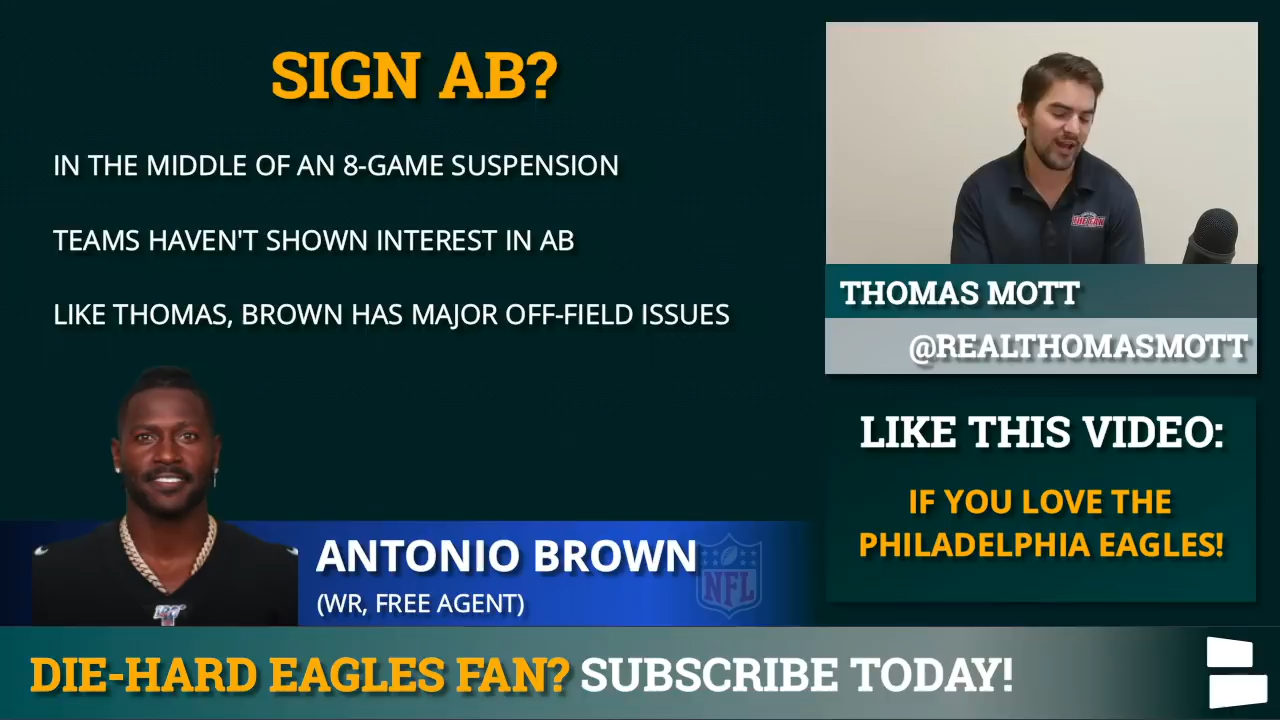 SIGN AB?
IN THE MIDDLE OF AN 8-GAME SUSPENSION
TEAMS HAVEN'T SHOWN INTEREST IN AB
LIKE THOMAS, BROWN HAS MAJOR OFF-FIELD ISSUES
ANTONIO BROWN
NFL
(WR, FREE AGENT)
THOMAS MOTT
@REALTHOMASMOTT
LIKE THIS VIDEO:
IF YOU LOVE THE
PHILADELPHIA EAGLES!
DIE-HARD EAGLES FAN? SUBSCRIBE TODAY!